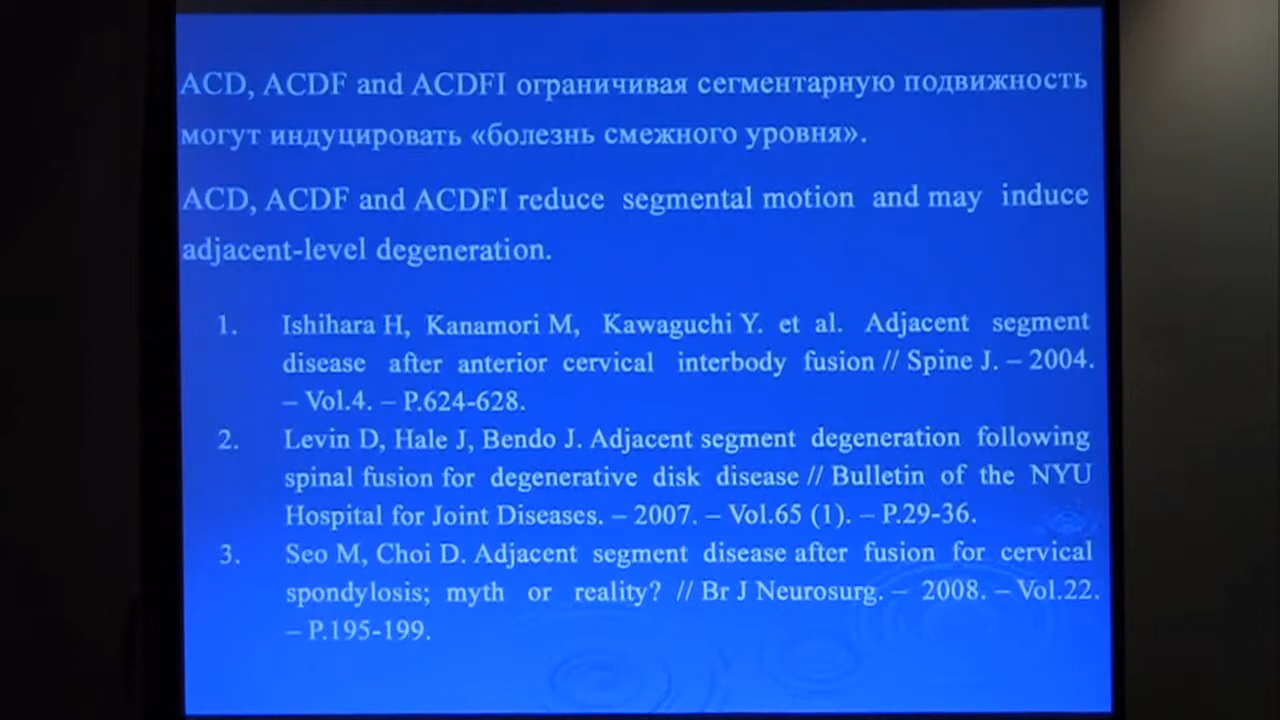 ACD, ACDF and ACDFI ограничивая сегментарную подвижность
могут индуцировать «болезнь смежного уровня».
ACD, ACDF and ACDFI reduce segmental motion and may induce
adjacent-level degeneration.
1. Ishihara H, Kanamori M, Kawaguchi Y. et al. Adjacent segment
disease after anterior cervical interbody fusion // Spine J. – 2004.
– Vol.4. – P.624-628.
2. Levin D, Hale J, Bendo J. Adjacent segment degeneration following
spinal fusion for degenerative disk disease // Bulletin of the NYU
Hospital for Joint Diseases. – 2007. – Vol.65 (1). – P.29-36.
3. Seo M, Choi D. Adjacent segment disease after fusion for cervical
spondylosis; myth or reality? // Br J Neurosurg. – 2008. – Vol.22.
– P.195-199.